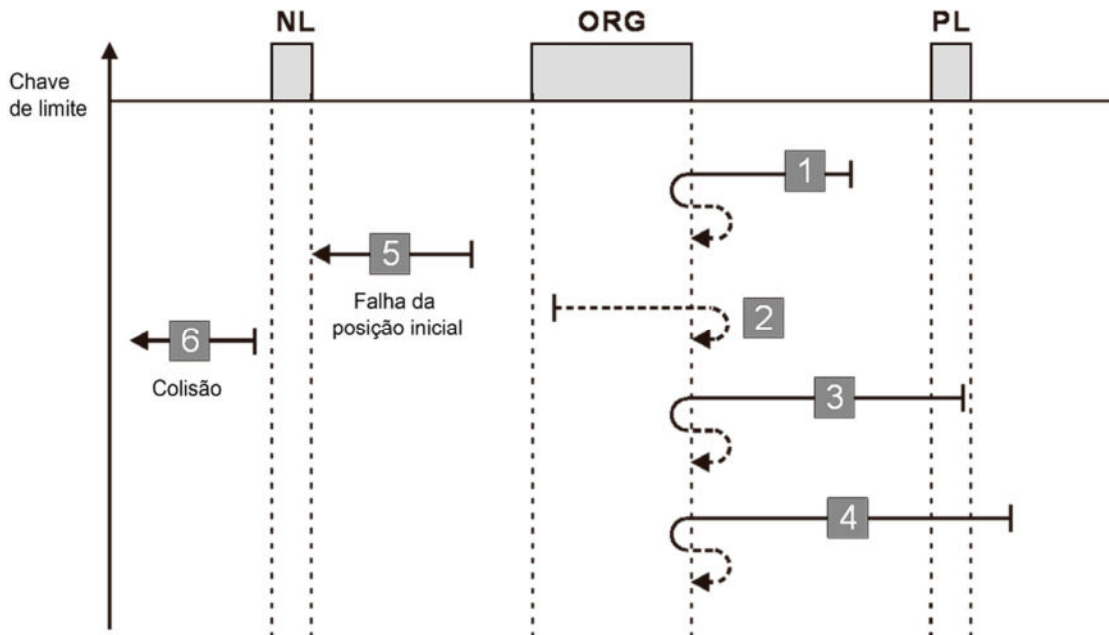 NL ORG PL
Chave
de limite
1
5
Falha da
posição inicial
2
6
Colisão
3
4